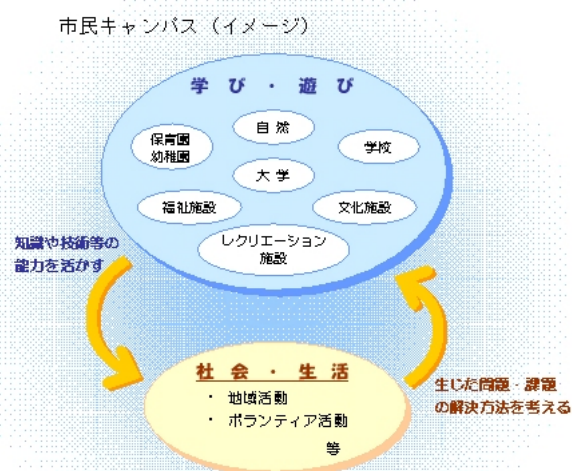 市民キャンパス（イメージ）
学 び ・ 遊 び
自 然
保育園
幼稚園
学校
大 学
福祉施設
文化施設
レクリエーション
施設
知識や技術等の
能力を活かす
社 会 ・ 生 活
・ 地域活動
・ ボランティア活動
等
生じた問題・課題
の解決方法を考える